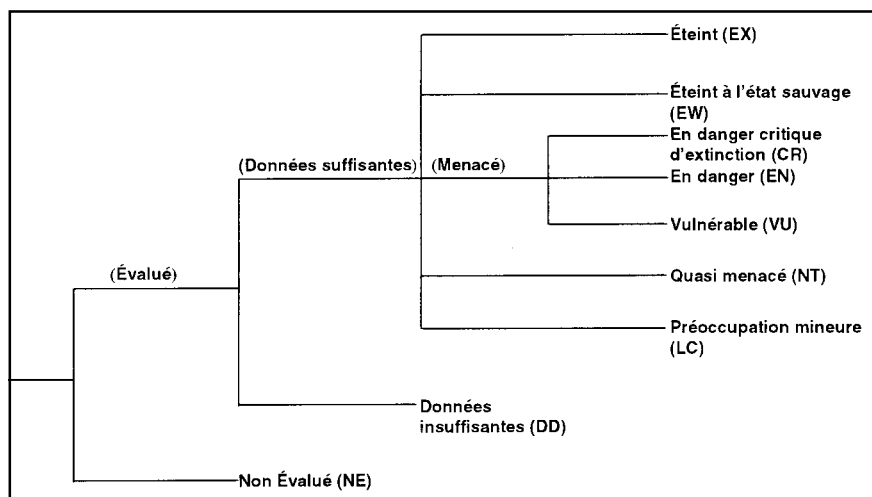 Éteint (EX)
Éteint à l'état sauvage
(EW)
En danger critique
d'extinction (CR)
(Données suffisantes)
(Menacé)
En danger (EN)
Vulnérable (VU)
(Évalué)
Quasi menacé (NT)
Préoccupation mineure
(LC)
Données
insuffisantes (DD)
Non Évalué (NE)